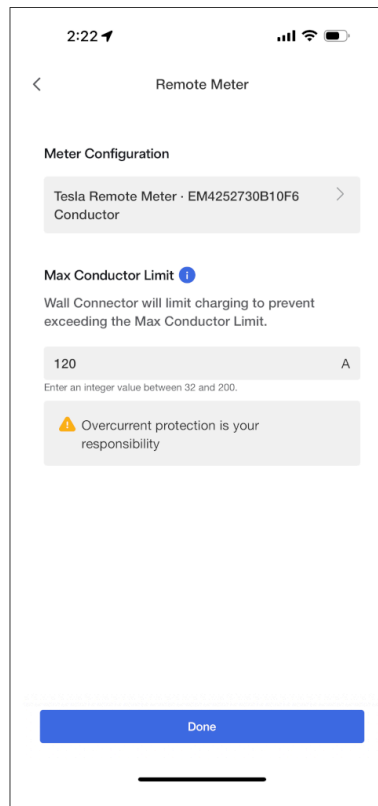 2:22
Remote Meter
Meter Configuration
Tesla Remote Meter · EM4252730B10F6
Conductor
Max Conductor Limit
Wall Connector will limit charging to prevent
exceeding the Max Conductor Limit.
120 A
Enter an integer value between 32 and 200.
Overcurrent protection is your
responsibility
Done